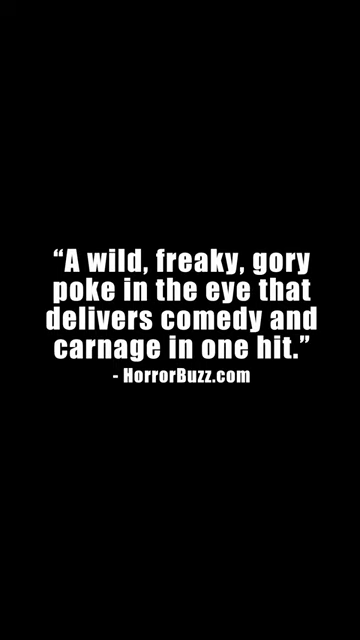 “A wild, freaky, gory
poke in the eye that
delivers comedy and
carnage in one hit.”
- HorrorBuzz.com